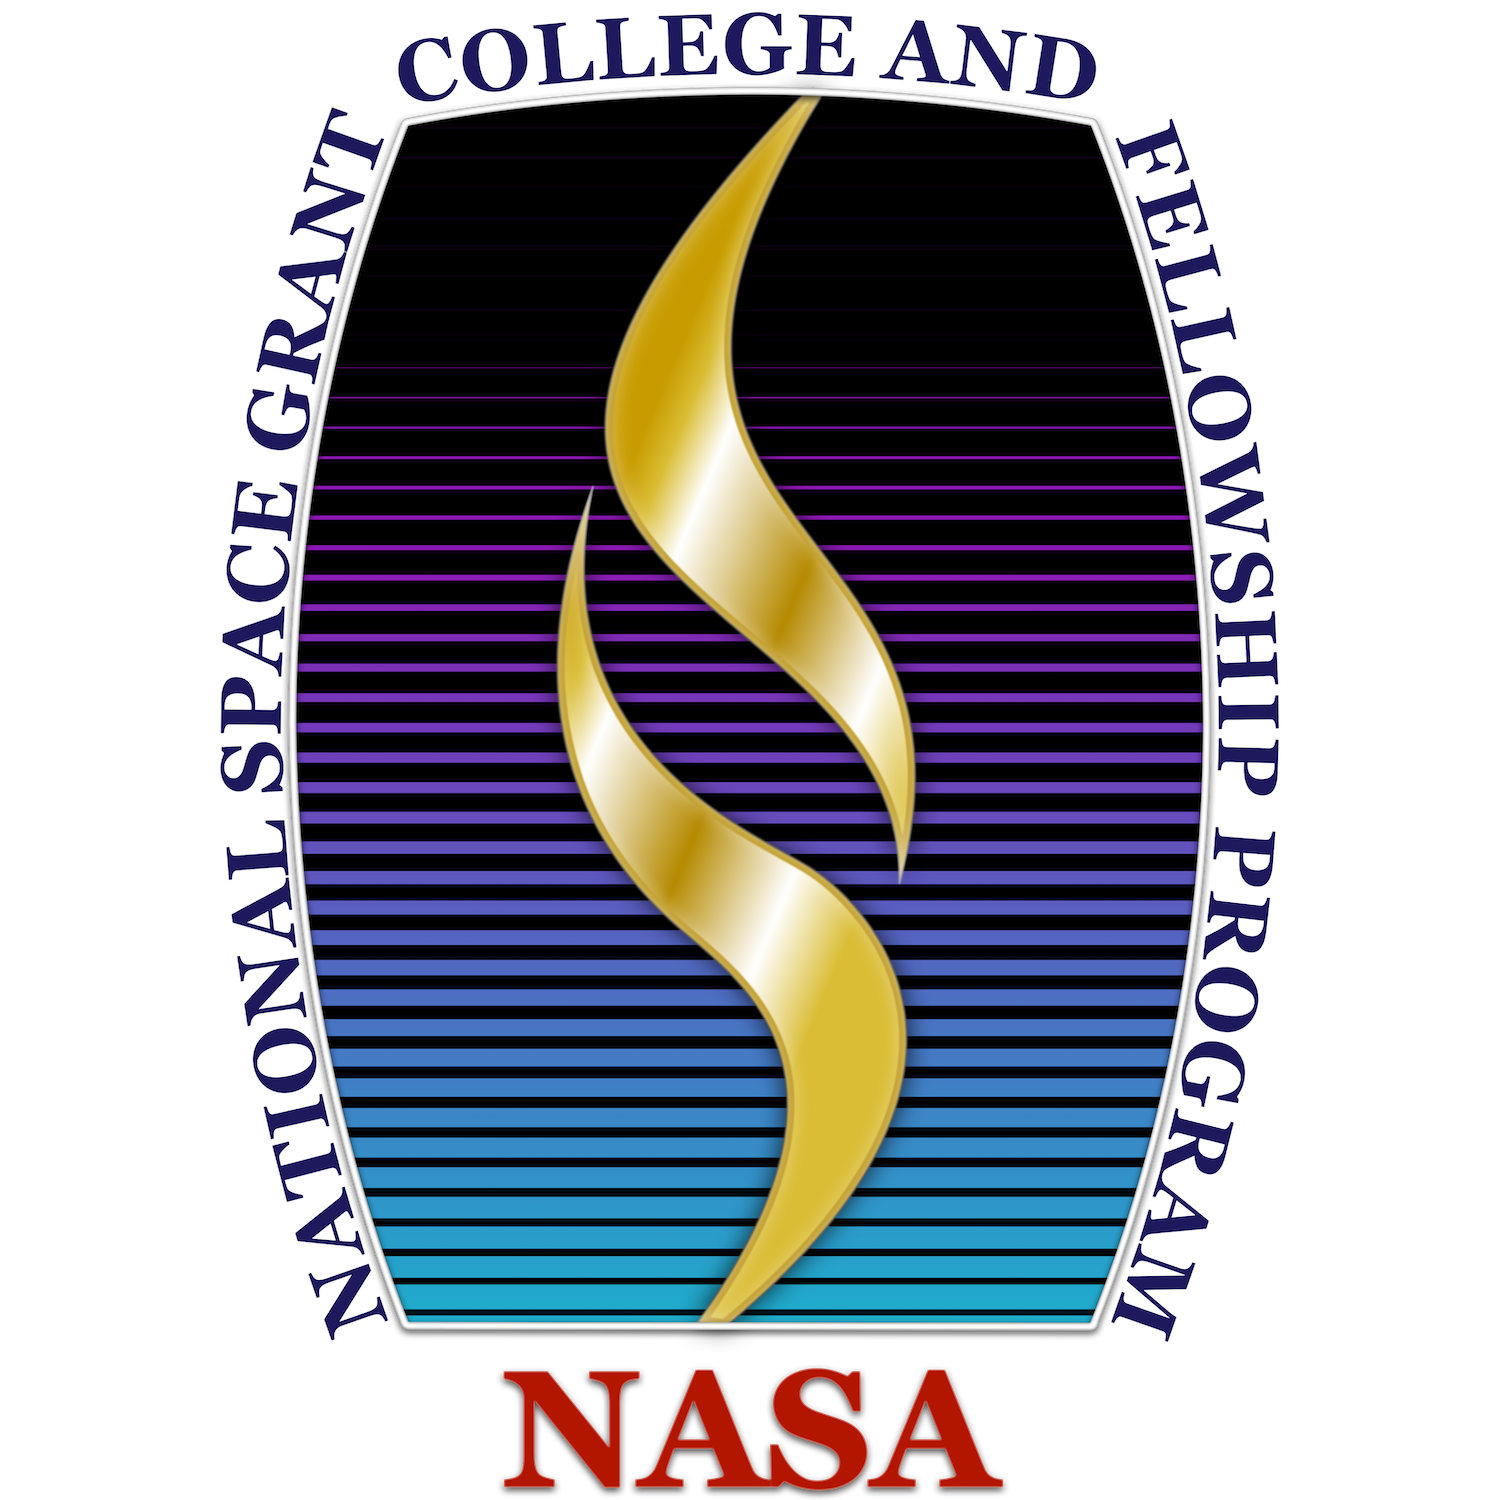 NATIONAL SPACE GRANT
COLLEGE AND
FELLOWSHIP PROGRAM
NASA